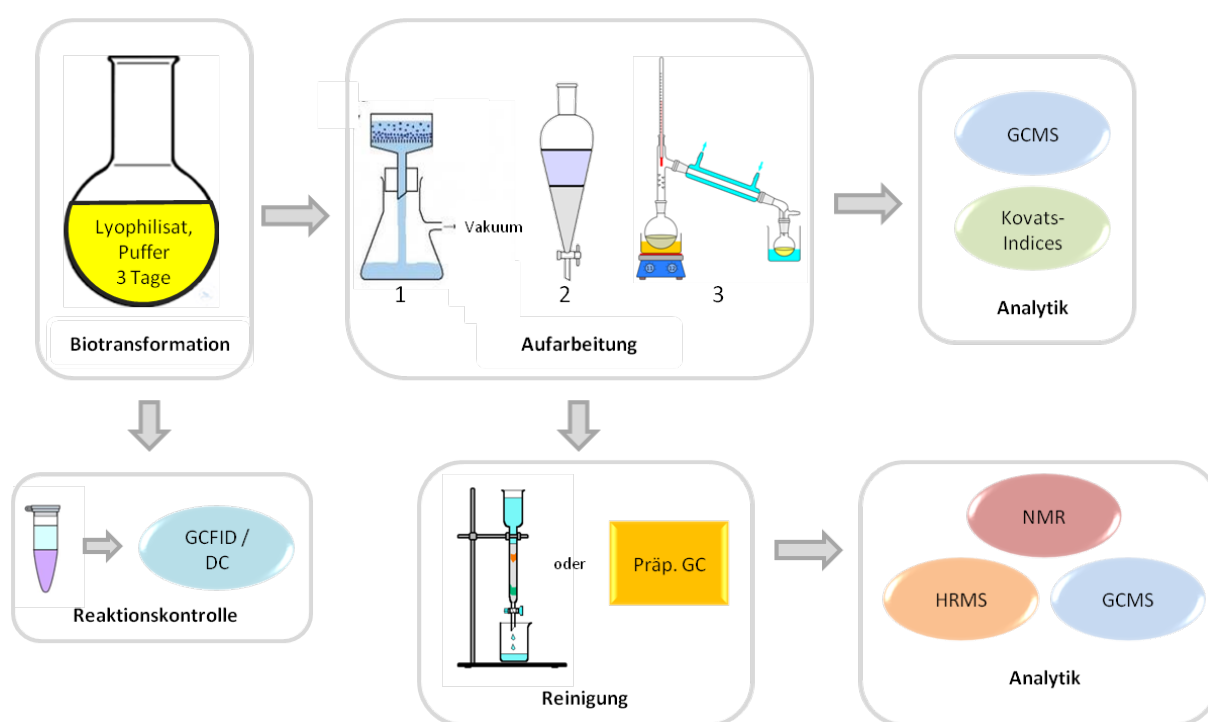 Lyophilisat,
Puffer
3 Tage
Biotransformation
Vakuum
1
2
3
Aufarbeitung
GCMS
Kovats-
Indices
Analytik
GCFID /
DC
Reaktionskontrolle
oder
Präp. GC
Reinigung
NMR
HRMS
GCMS
Analytik